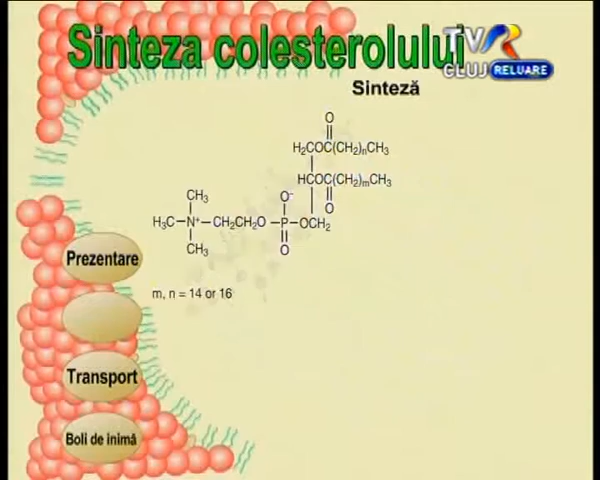 Sinteza colesterolului
TVR
CLUJ RELUARE
Sinteză
O
H₂COC(CH₂)ₙCH₃
HCOC(CH₂)ₘCH₃
O
CH₃
O⁻
H₃C–N⁺–CH₂CH₂O–P–OCH₂
CH₃
O
m, n = 14 or 16
Prezentare
Transport
Boli de inimă